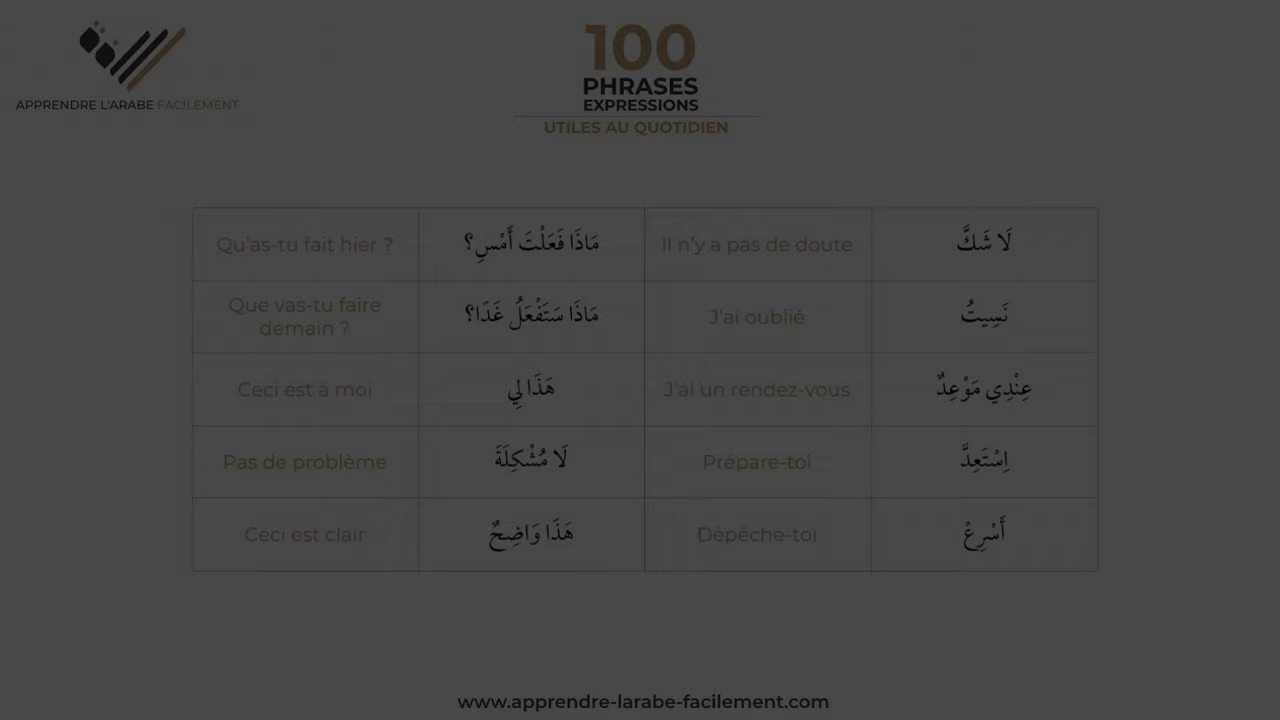 APPRENDRE L'ARABE FACILEMENT
100
PHRASES
EXPRESSIONS
UTILES AU QUOTIDIEN
Qu'as-tu fait hier ?
مَاذَا فَعَلْتَ أَمْسِ؟
Il n'y a pas de doute
لَا شَكَّ
Que vas-tu faire
demain ?
مَاذَا سَتَفْعَلُ غَدًا؟
J'ai oublié
نَسِيتُ
Ceci est à moi
هَذَا لِي
J'ai un rendez-vous
عِنْدِي مَوْعِدٌ
Pas de problème
لَا مُشْكِلَةَ
Prépare-toi
اِسْتَعِدَّ
Ceci est clair
هَذَا وَاضِحٌ
Dépêche-toi
أَسْرِعْ
www.apprendre-larabe-facilement.com